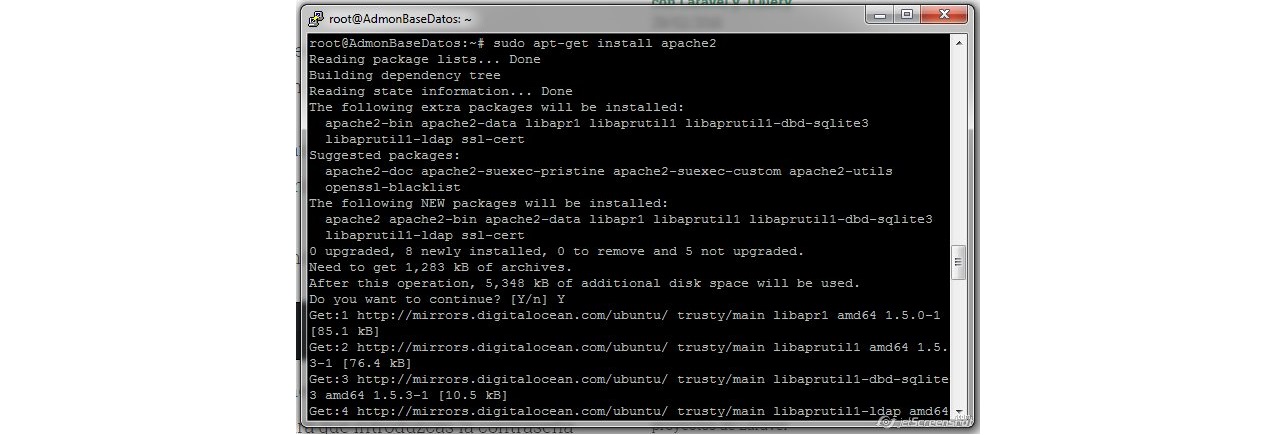 con Laravel y jQuery
root@AdmonBaseDatos: ~
root@AdmonBaseDatos:~# sudo apt-get install apache2
Reading package lists... Done
Building dependency tree
Reading state information... Done
The following extra packages will be installed:
apache2-bin apache2-data libapr1 libaprutil1 libaprutil1-dbd-sqlite3
libaprutil1-ldap ssl-cert
Suggested packages:
apache2-doc apache2-suexec-pristine apache2-suexec-custom apache2-utils
openssl-blacklist
The following NEW packages will be installed:
apache2 apache2-bin apache2-data libapr1 libaprutil1 libaprutil1-dbd-sqlite3
libaprutil1-ldap ssl-cert
0 upgraded, 8 newly installed, 0 to remove and 5 not upgraded.
Need to get 1,283 kB of archives.
After this operation, 5,348 kB of additional disk space will be used.
Do you want to continue? [Y/n] Y
Get:1 http://mirrors.digitalocean.com/ubuntu/ trusty/main libapr1 amd64 1.5.0-1
[85.1 kB]
Get:2 http://mirrors.digitalocean.com/ubuntu/ trusty/main libaprutil1 amd64 1.5.
3-1 [76.4 kB]
Get:3 http://mirrors.digitalocean.com/ubuntu/ trusty/main libaprutil1-dbd-sqlite
3 amd64 1.5.3-1 [10.5 kB]
Get:4 http://mirrors.digitalocean.com/ubuntu/ trusty/main libaprutil1-ldap amd64
jetScreenshot
que introduzcas la contraseña
proyectos de Laravel